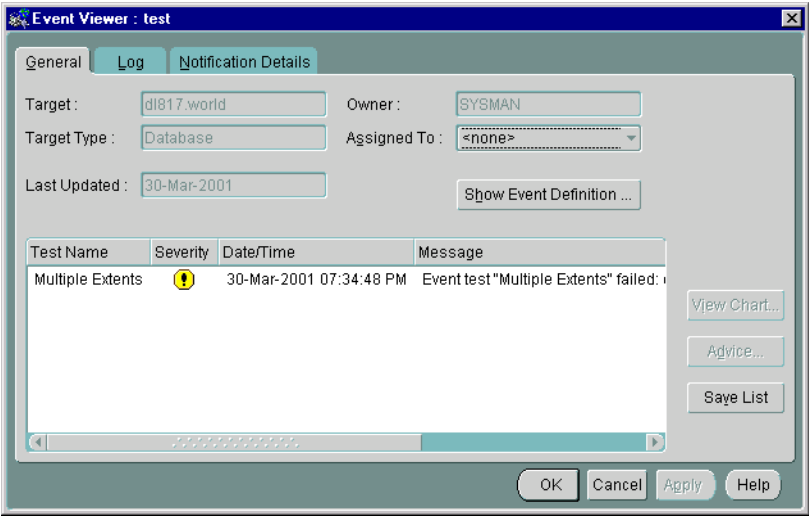 Event Viewer : test
General Log Notification Details
Target : dl817.world Owner : SYSMAN
Target Type : Database Assigned To : <none>
Last Updated : 30-Mar-2001 Show Event Definition ...
Test Name Severity Date/Time Message
Multiple Extents 30-Mar-2001 07:34:48 PM Event test "Multiple Extents" failed:
View Chart...
Advice...
Save List
OK Cancel Apply Help